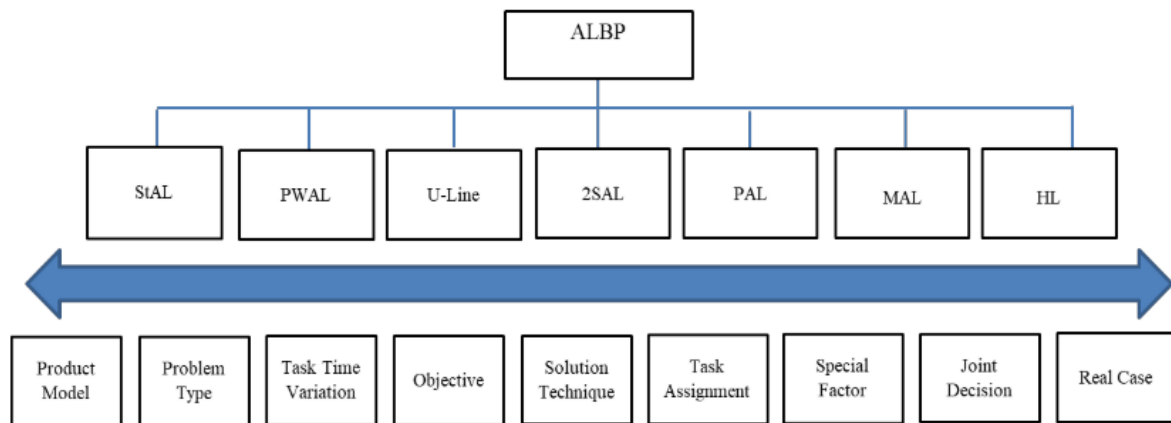 ALBP
StAL
PWAL
U-Line
2SAL
PAL
MAL
HL
Product
Model
Problem
Type
Task Time
Variation
Objective
Solution
Technique
Task
Assignment
Special
Factor
Joint
Decision
Real Case